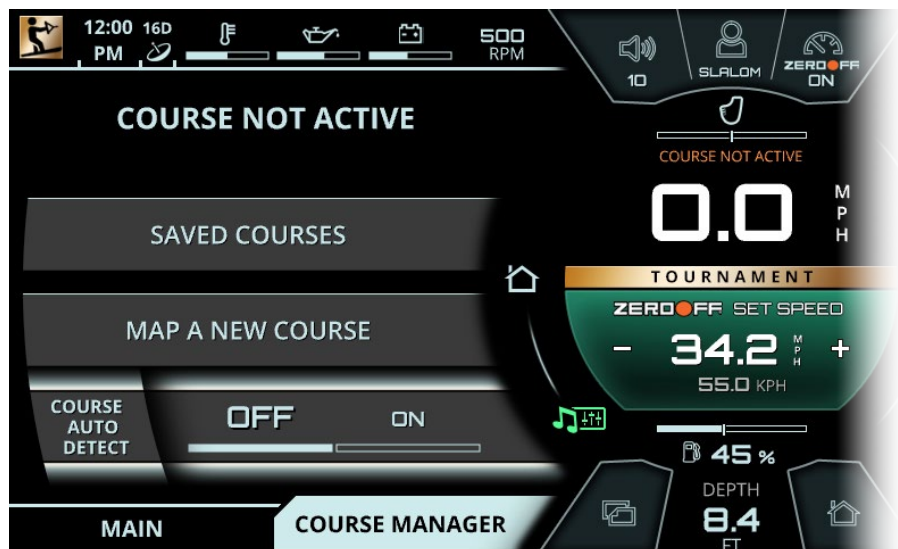 12:00 16D
PM
500
RPM
10
SLALOM
ZEROOFF
ON
COURSE NOT ACTIVE
COURSE NOT ACTIVE
0.0
MPH
SAVED COURSES
TOURNAMENT
ZEROOFF SET SPEED
MAP A NEW COURSE
- 34.2 MPH +
55.0 KPH
COURSE
AUTO
DETECT
OFF ON
45 %
DEPTH
8.4
FT
MAIN
COURSE MANAGER